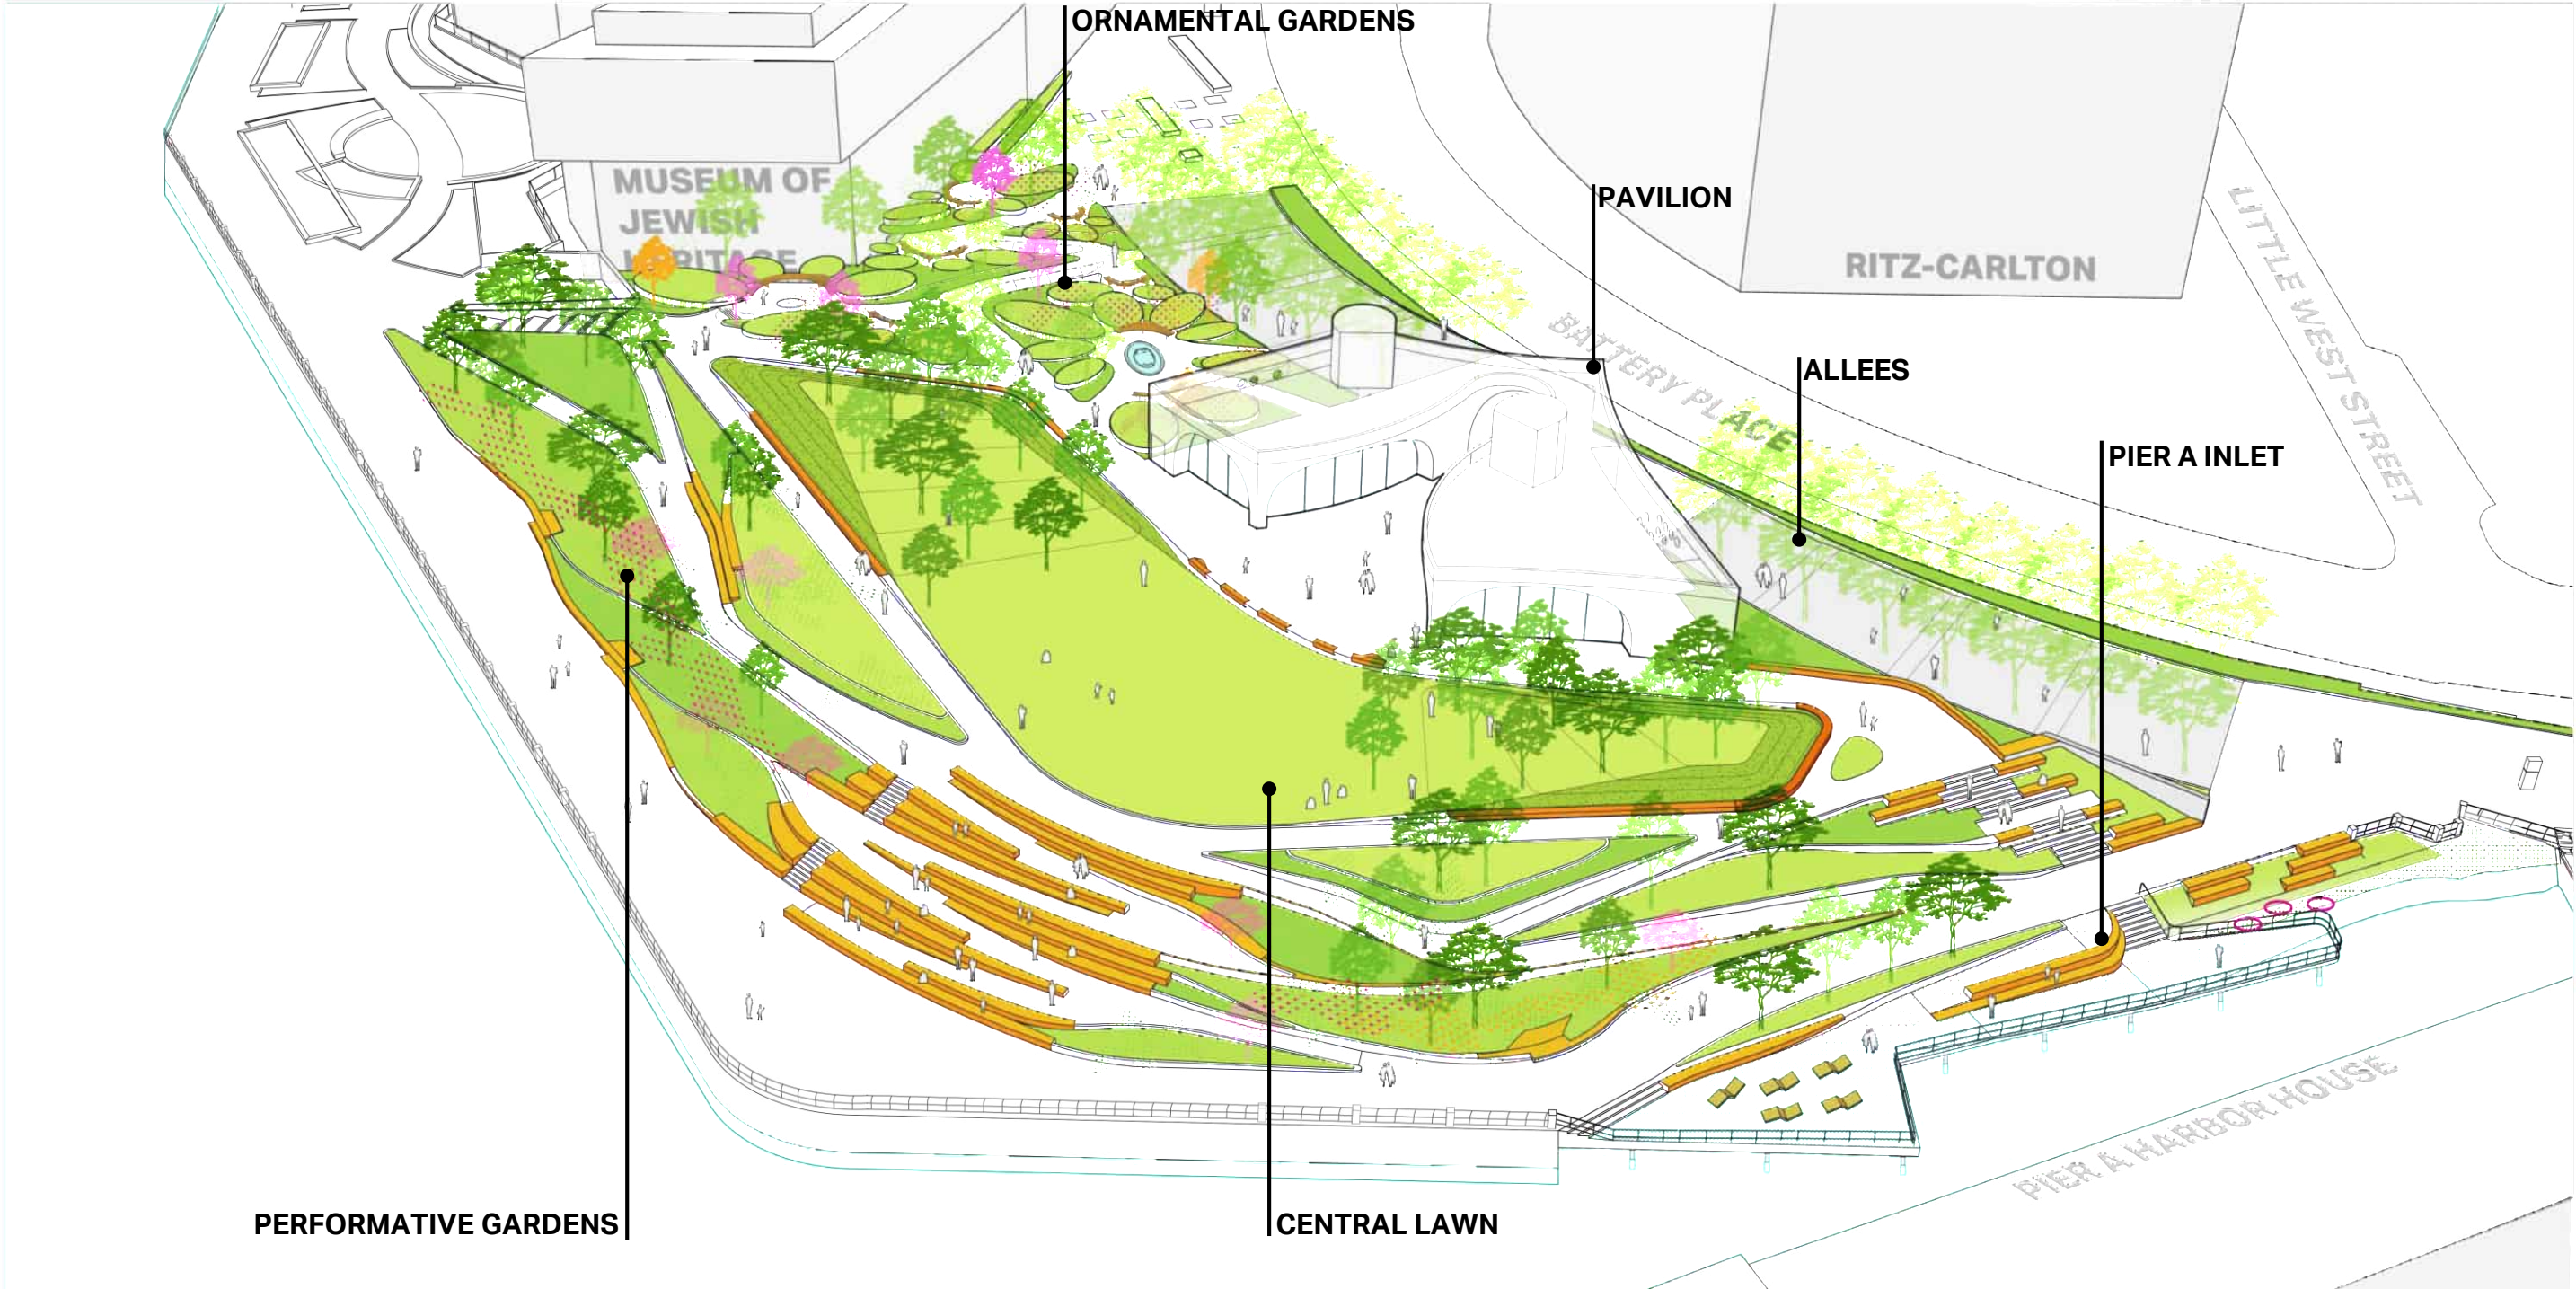 ORNAMENTAL GARDENS
MUSEUM OF
JEWISH
HERITAGE
PAVILION
RITZ-CARLTON
LITTLE WEST STREET
BATTERY PLACE
ALLEES
PIER A INLET
PIER A HARBOR HOUSE
PERFORMATIVE GARDENS
CENTRAL LAWN